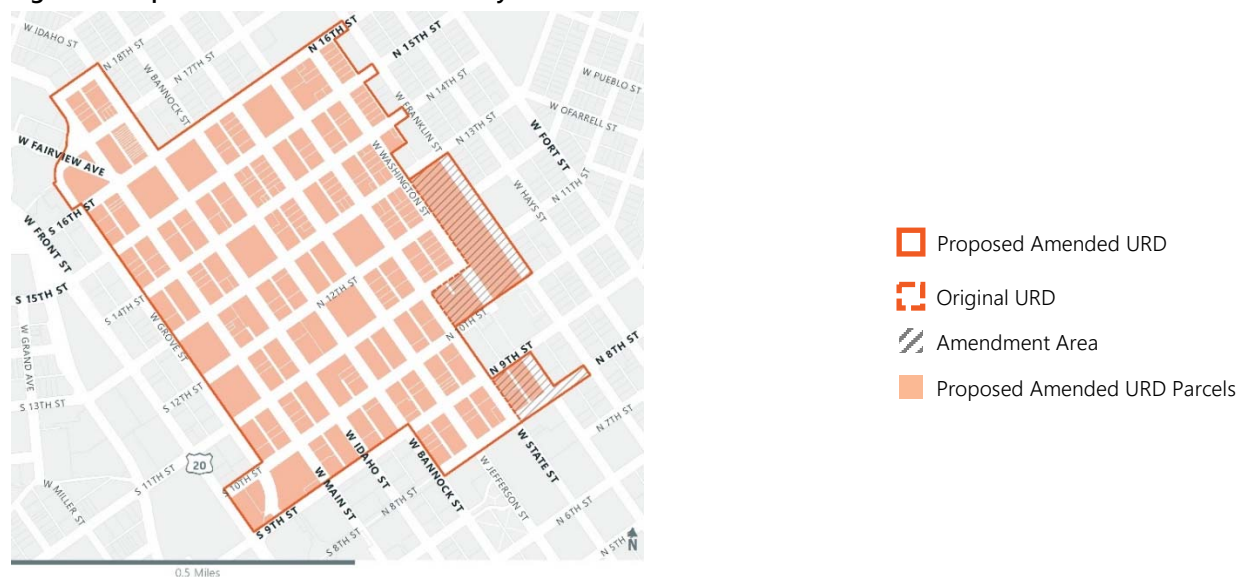 W IDAHO ST
N 18TH ST
W BANNOCK ST
N 17TH ST
N 16TH ST
N 15TH ST
W PUEBLO ST
W FRANKLIN ST
N 14TH ST
W OFARRELL ST
N 13TH ST
W FORT ST
W FAIRVIEW AVE
W WASHINGTON ST
W HAYS ST
N 11TH ST
S 16TH ST
W FRONT ST
S 15TH ST
S 14TH ST
N 12TH ST
N 10TH ST
W GROVE ST
W GRAND AVE
N 9TH ST
N 8TH ST
S 13TH ST
S 12TH ST
N 7TH ST
W IDAHO ST
W BANNOCK ST
W STATE ST
20
S 11TH ST
S 10TH ST
W MAIN ST
W JEFFERSON ST
W MILLER ST
N 8TH ST
N 6TH ST
S 9TH ST
S 8TH ST
N 5TH
N
0.5 Miles
Proposed Amended URD
Original URD
Amendment Area
Proposed Amended URD Parcels